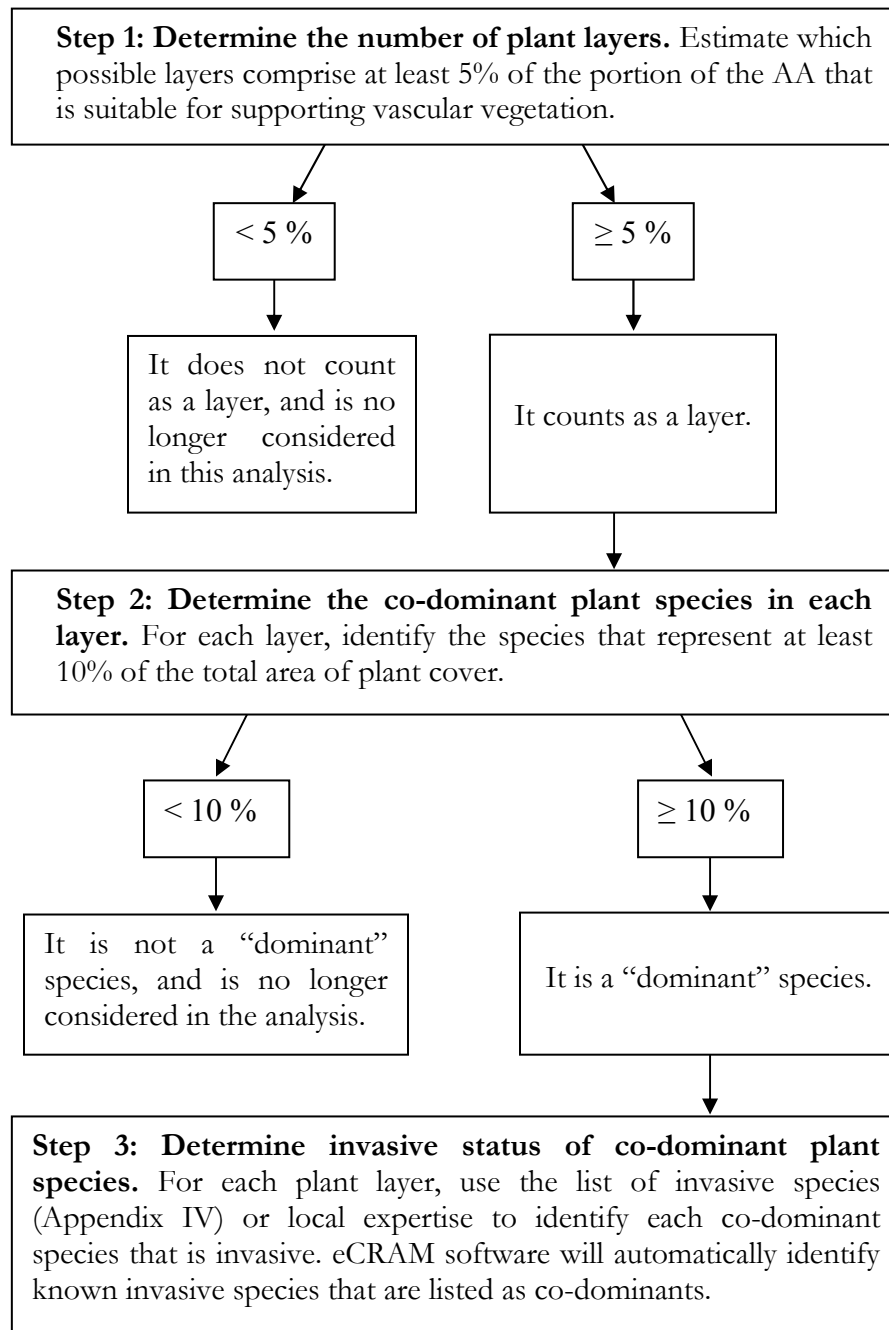 Step 1: Determine the number of plant layers. Estimate which
possible layers comprise at least 5% of the portion of the AA that
is suitable for supporting vascular vegetation.
< 5 %
≥ 5 %
It does not count
as a layer, and is no
longer considered
in this analysis.
It counts as a layer.
Step 2: Determine the co-dominant plant species in each
layer. For each layer, identify the species that represent at least
10% of the total area of plant cover.
< 10 %
≥ 10 %
It is not a “dominant”
species, and is no longer
considered in the analysis.
It is a “dominant” species.
Step 3: Determine invasive status of co-dominant plant
species. For each plant layer, use the list of invasive species
(Appendix IV) or local expertise to identify each co-dominant
species that is invasive. eCRAM software will automatically identify
known invasive species that are listed as co-dominants.